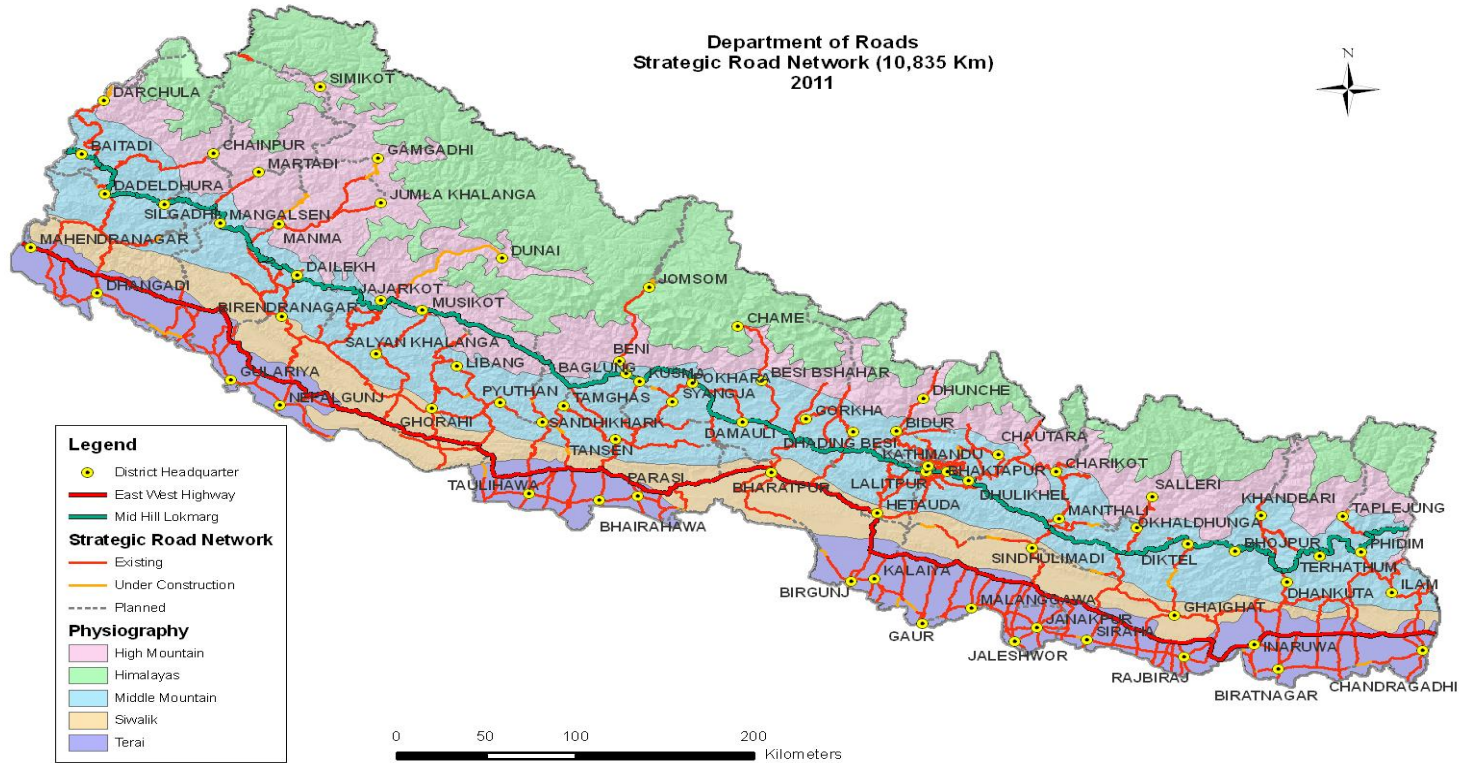 Department of Roads
Strategic Road Network (10,835 Km)
2011
N
SIMIKOT
DARCHULA
BAITADI
CHAINPUR
GAMGADHI
MARTADI
DADELDHURA
JUMLA KHALANGA
SILGADHI
MANGALSEN
MANMA
MAHENDRANAGAR
DUNAI
DAILEKH
JOMSOM
DHANGADI
JAJARKOT
BIRENDRANAGAR
MUSIKOT
CHAME
SALYAN KHALANGA
BENI
LIBANG
BAGLUNG
KUSMA
POKHARA
BESI BSHAHAR
GULARIYA
PYUTHAN
DHUNCHE
NEPALGUNJ
TAMGHAS
SYANGJA
GHORAHI
SANDHIKHARK
GORKHA
DAMAULI
BIDUR
TANSEN
DHADING BESI
CHAUTARA
KATHMANDU
BHAKTAPUR
CHARIKOT
TAULIHAWA
PARASI
BHARATPUR
LALITPUR
DHULIKHEL
SALLERI
BHAIRAHAWA
HETAUDA
MANTHALI
KHANDBARI
TAPLEJUNG
OKHALDHUNGA
SINDHULIMADI
DIKTEL
BHOJPUR
PHIDIM
TERHATHUM
BIRGUNJ
KALAIYA
DHANKUTA
ILAM
MALANGGAWA
GHAIGHAT
GAUR
JANAKPUR
SIRAHA
JALESHWOR
INARUWA
RAJBIRAJ
BIRATNAGAR
CHANDRAGADHI
Legend
District Headquarter
East West Highway
Mid Hill Lokmarg
Strategic Road Network
Existing
Under Construction
Planned
Physiography
High Mountain
Himalayas
Middle Mountain
Siwalik
Terai
0 50 100 200
Kilometers